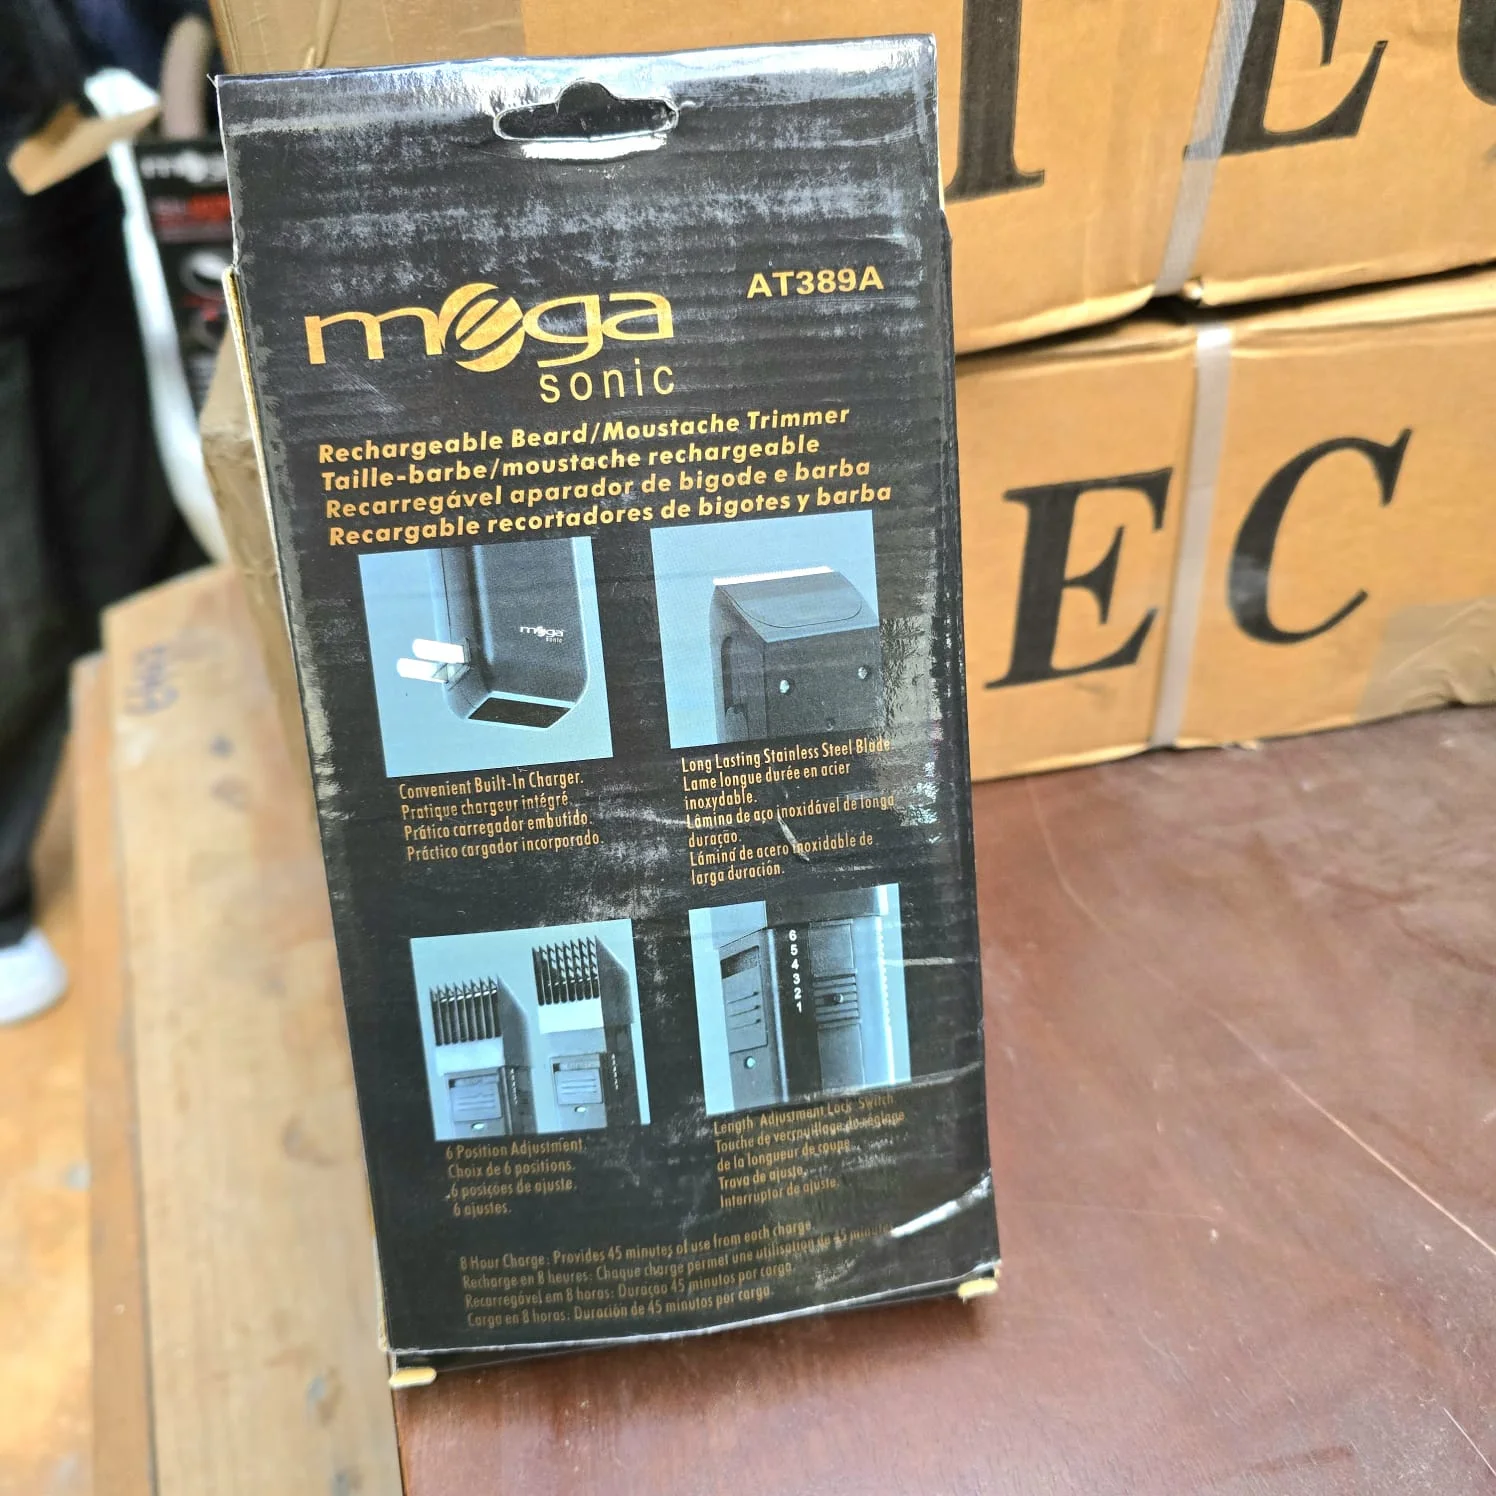 AT389A
mega
sonic
Rechargeable Beard/Moustache Trimmer
Taille-barbe/moustache rechargeable
Recarregável aparador de bigode e barba
Recargable recortadores de bigotes y barba
mega
sonic
Convenient Built-In Charger.
Pratique chargeur intégré.
Prático carregador embutido.
Práctico cargador incorporado.
Long Lasting Stainless Steel Blade
Lame longue durée en acier
inoxydable.
Lâmina de aço inoxidável de longa
duração.
Lámina de acero inoxidable de
larga duración.
6
5
4
3
2
1
6 Position Adjustment.
Choix de 6 positions.
6 posições de ajuste.
6 ajustes.
Length Adjustment Lock Switch
Touche de verrouillage de réglage
de la longueur de coupe.
Trava de ajuste.
Interruptor de ajuste.
8 Hour Charge: Provides 45 minutes of use from each charge.
Recharge en 8 heures: Chaque charge permet une utilisation de 45 minutes
Recarregável em 8 horas: Duraçao 45 minutos por carga.
Carga en 8 horas: Duración de 45 minutos por carga.
E
EC